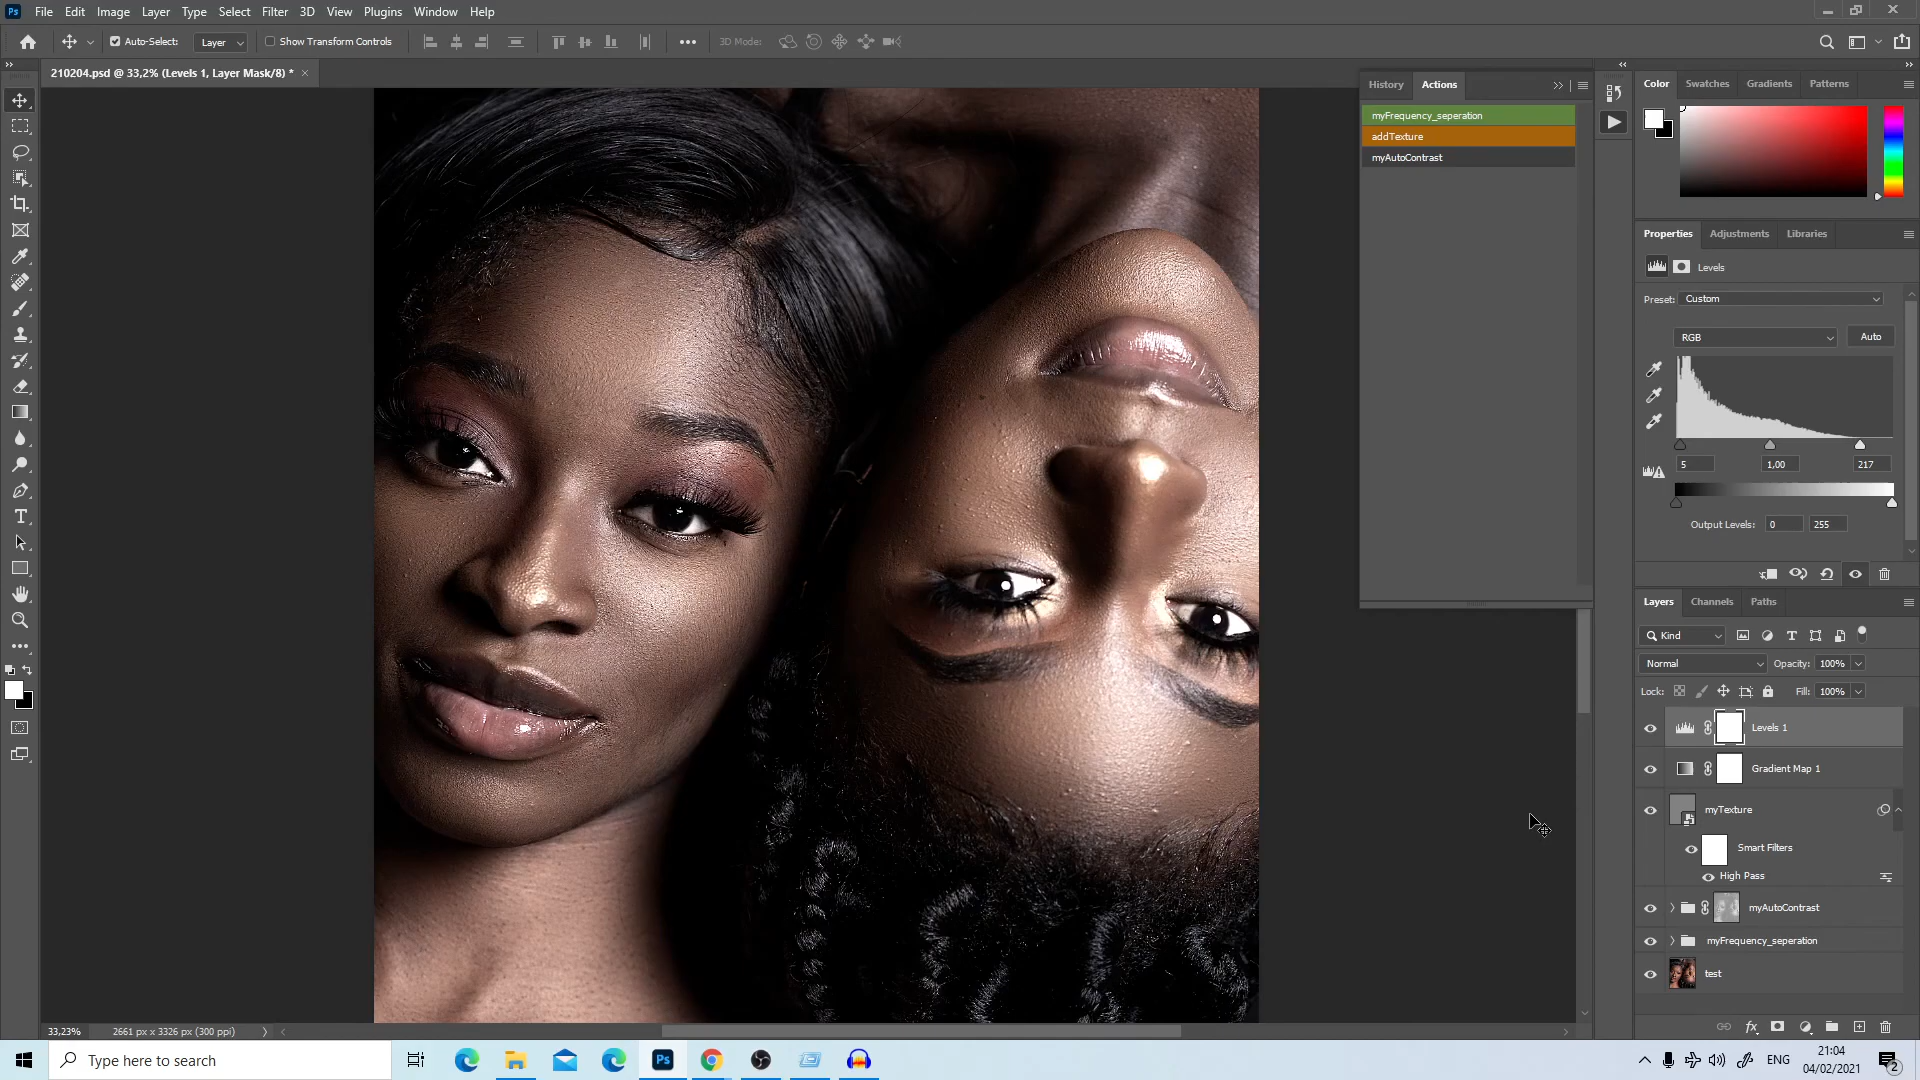 Ps File Edit Image Layer Type Select Filter 3D View Plugins Window Help
Auto-Select: Layer Show Transform Controls 3D Mode:
210204.psd @ 33,2% (Levels 1, Layer Mask/8) *
History Actions
myFrequency_seperation
addTexture
myAutoContrast
Color Swatches Gradients Patterns
Properties Adjustments Libraries
Levels
Preset: Custom
RGB Auto
5 1,00 217
Output Levels: 0 255
Layers Channels Paths
Kind
Normal Opacity: 100%
Lock: Fill: 100%
Levels 1
Gradient Map 1
myTexture
Smart Filters
High Pass
myAutoContrast
myFrequency_seperation
test
33,23% 2661 px x 3326 px (300 ppi)
Type here to search
Ps
ENG
21:04
04/02/2021
2